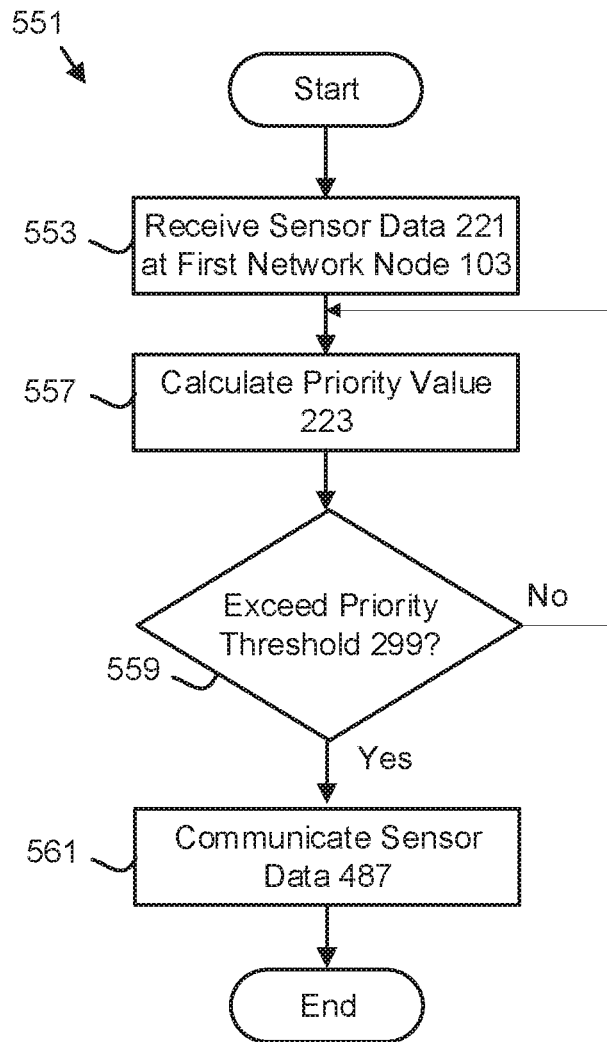 551
Start
553
Receive Sensor Data 221
at First Network Node 103
557
Calculate Priority Value
223
Exceed Priority
Threshold 299?
No
559
Yes
561
Communicate Sensor
Data 487
End